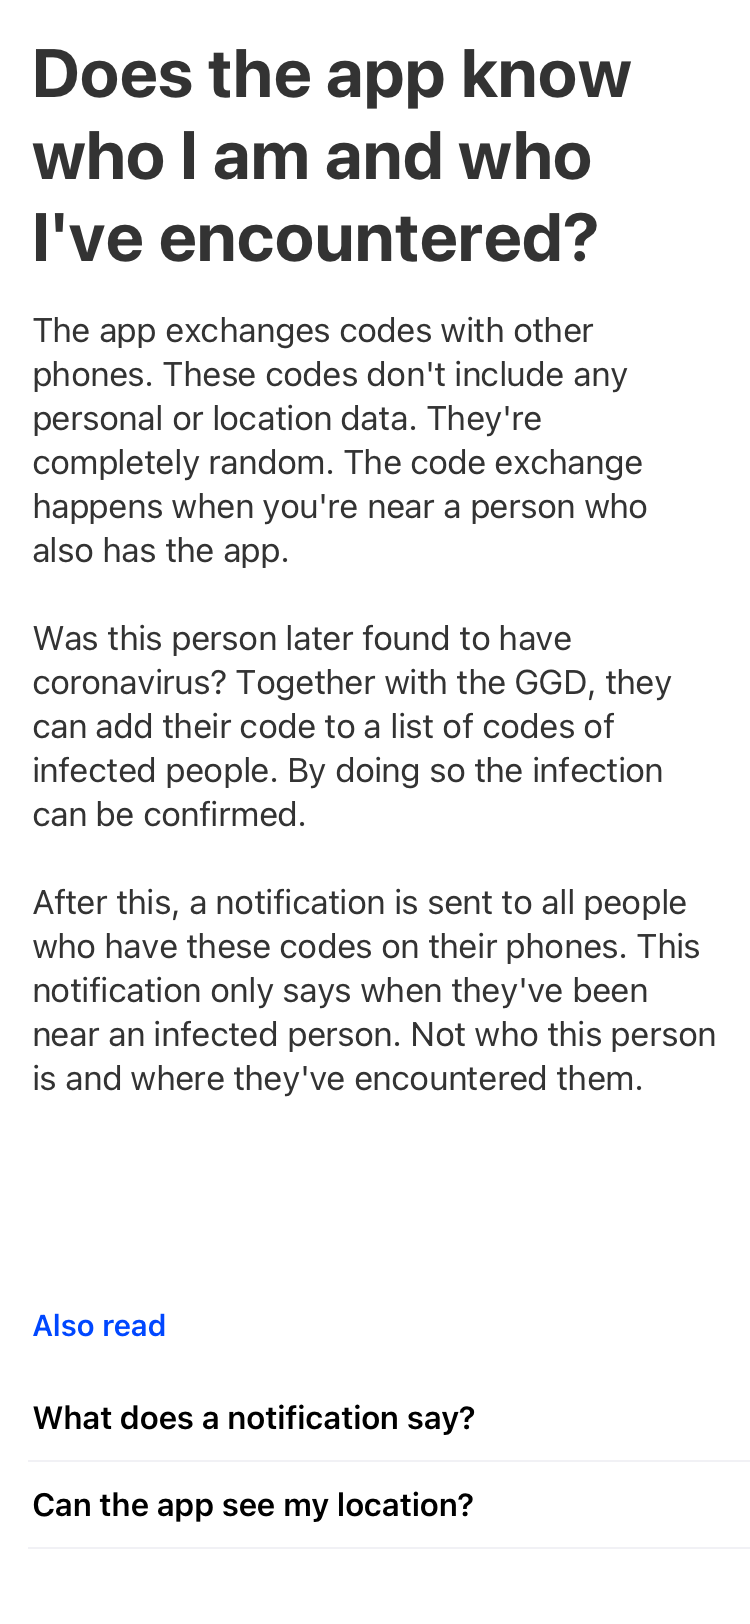 Does the app know
who I am and who
I've encountered?
The app exchanges codes with other
phones. These codes don't include any
personal or location data. They're
completely random. The code exchange
happens when you're near a person who
also has the app.
Was this person later found to have
coronavirus? Together with the GGD, they
can add their code to a list of codes of
infected people. By doing so the infection
can be confirmed.
After this, a notification is sent to all people
who have these codes on their phones. This
notification only says when they've been
near an infected person. Not who this person
is and where they've encountered them.
Also read
What does a notification say?
Can the app see my location?